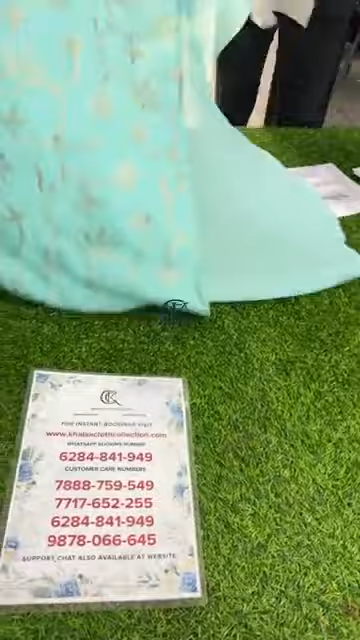 CK
FOR INSTANT BOOKINGS VISIT
www.khalsaclothcollection.com
WHATSAPP BOOKING NUMBER
6284-841-949
CUSTOMER CARE NUMBERS
7888-759-549
7717-652-255
6284-841-949
9878-066-645
SUPPORT CHAT ALSO AVAILABLE AT WEBSITE